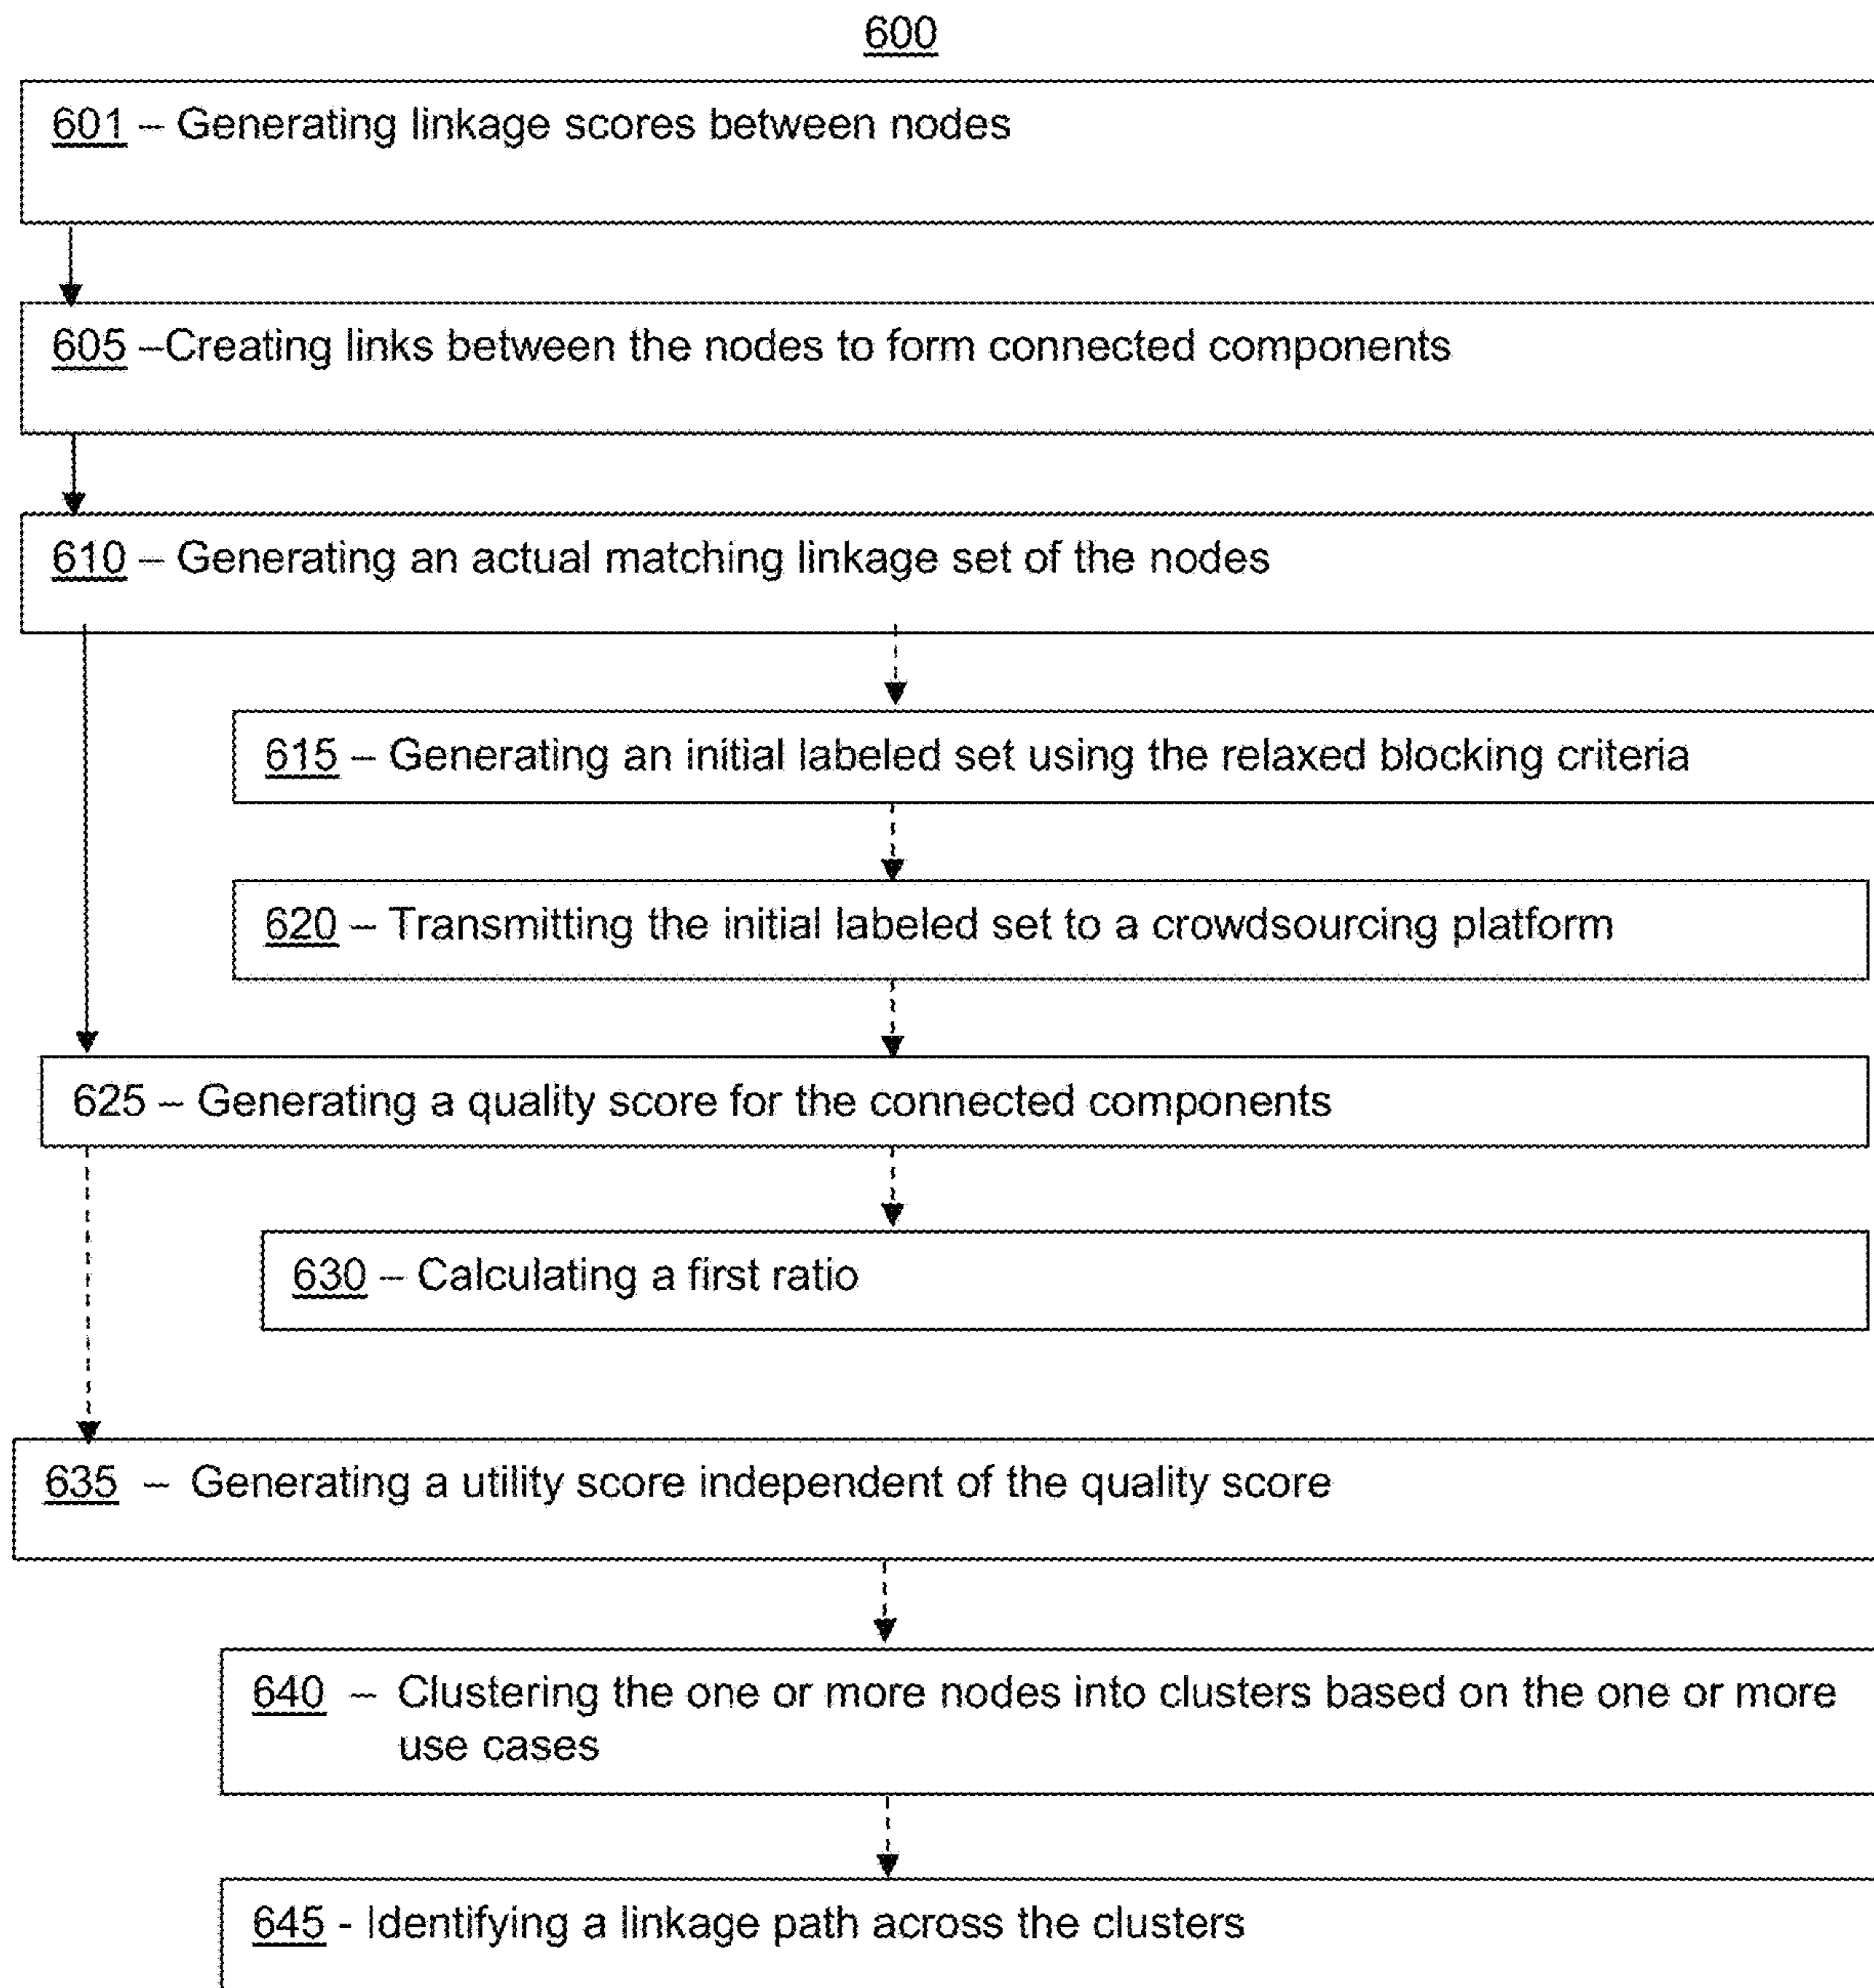 600
601 – Generating linkage scores between nodes
605 –Creating links between the nodes to form connected components
610 – Generating an actual matching linkage set of the nodes
615 – Generating an initial labeled set using the relaxed blocking criteria
620 – Transmitting the initial labeled set to a crowdsourcing platform
625 – Generating a quality score for the connected components
630 – Calculating a first ratio
635 – Generating a utility score independent of the quality score
640 – Clustering the one or more nodes into clusters based on the one or more
use cases
645 - Identifying a linkage path across the clusters